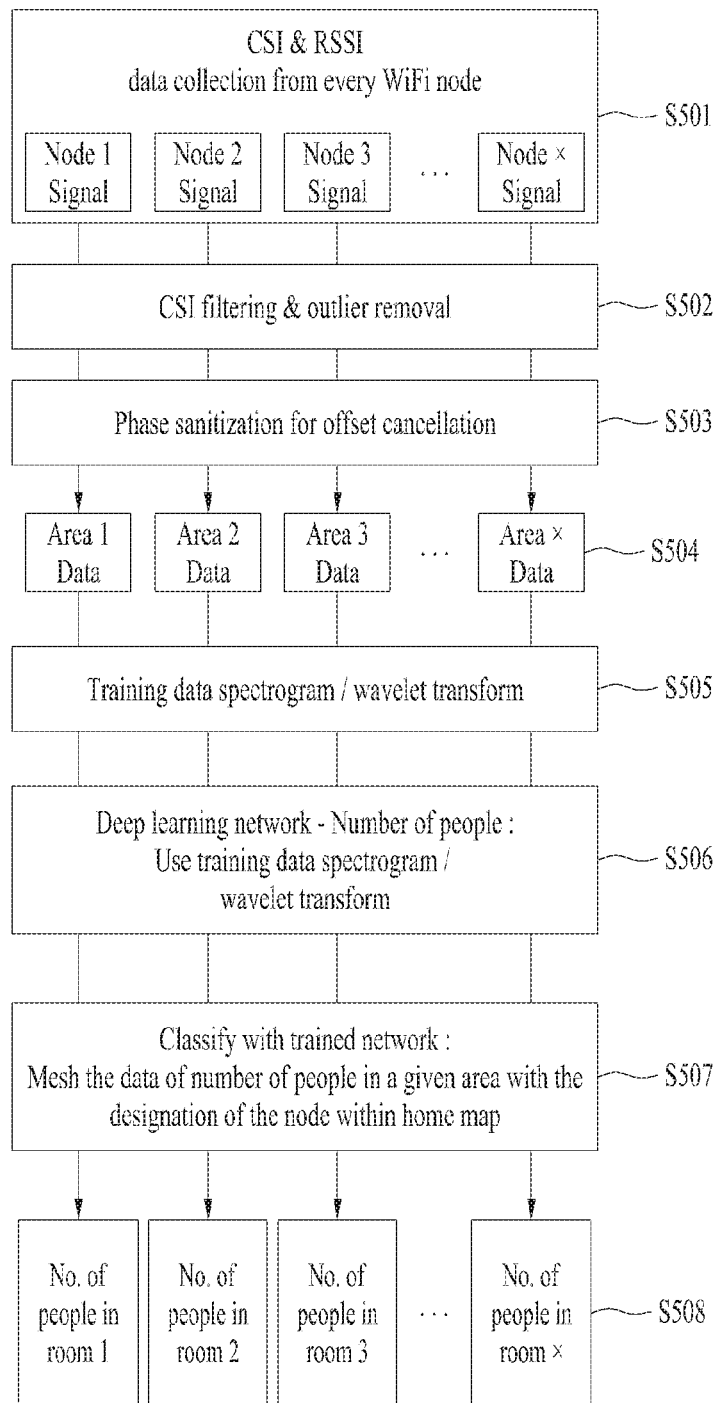 CSI & RSSI
data collection from every WiFi node
S501
Node 1
Signal
Node 2
Signal
Node 3
Signal
. . .
Node ×
Signal
CSI filtering & outlier removal
S502
Phase sanitization for offset cancellation
S503
Area 1
Data
Area 2
Data
Area 3
Data
. . .
Area ×
Data
S504
Training data spectrogram / wavelet transform
S505
Deep learning network - Number of people :
Use training data spectrogram /
wavelet transform
S506
Classify with trained network :
Mesh the data of number of people in a given area with the
designation of the node within home map
S507
No. of
people in
room 1
No. of
people in
room 2
No. of
people in
room 3
. . .
No. of
people in
room ×
S508